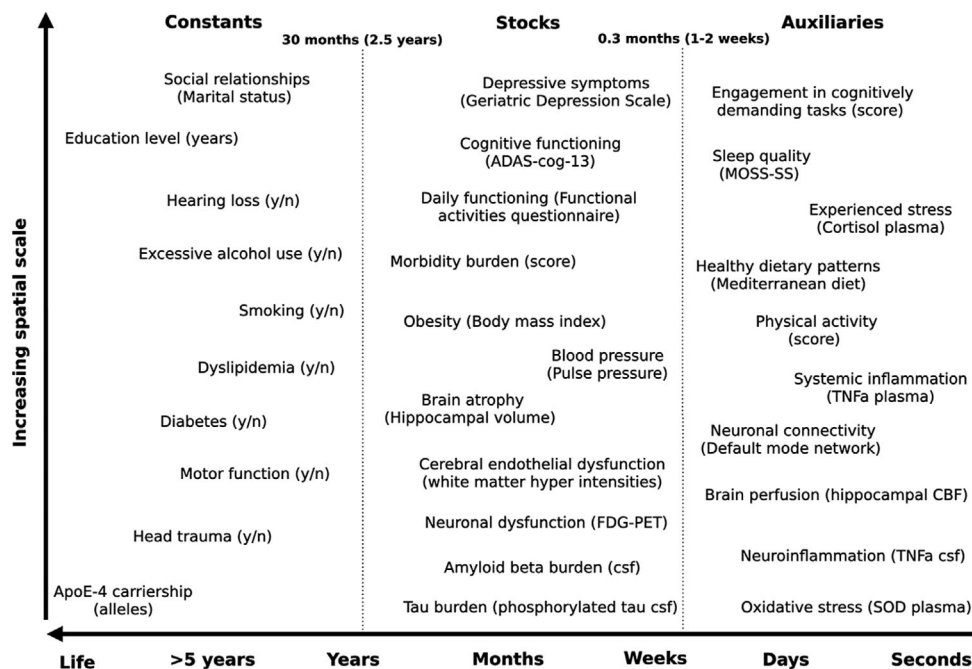 Constants
Stocks
Auxiliaries
30 months (2.5 years)
0.3 months (1-2 weeks)
Increasing spatial scale
Social relationships
(Marital status)
Education level (years)
Hearing loss (y/n)
Excessive alcohol use (y/n)
Smoking (y/n)
Dyslipidemia (y/n)
Diabetes (y/n)
Motor function (y/n)
Head trauma (y/n)
ApoE-4 carriership
(alleles)
Depressive symptoms
(Geriatric Depression Scale)
Cognitive functioning
(ADAS-cog-13)
Daily functioning (Functional
activities questionnaire)
Morbidity burden (score)
Obesity (Body mass index)
Blood pressure
(Pulse pressure)
Brain atrophy
(Hippocampal volume)
Cerebral endothelial dysfunction
(white matter hyper intensities)
Neuronal dysfunction (FDG-PET)
Amyloid beta burden (csf)
Tau burden (phosphorylated tau csf)
Engagement in cognitively
demanding tasks (score)
Sleep quality
(MOSS-SS)
Experienced stress
(Cortisol plasma)
Healthy dietary patterns
(Mediterranean diet)
Physical activity
(score)
Systemic inflammation
(TNFa plasma)
Neuronal connectivity
(Default mode network)
Brain perfusion (hippocampal CBF)
Neuroinflammation (TNFa csf)
Oxidative stress (SOD plasma)
Life
>5 years
Years
Months
Weeks
Days
Seconds